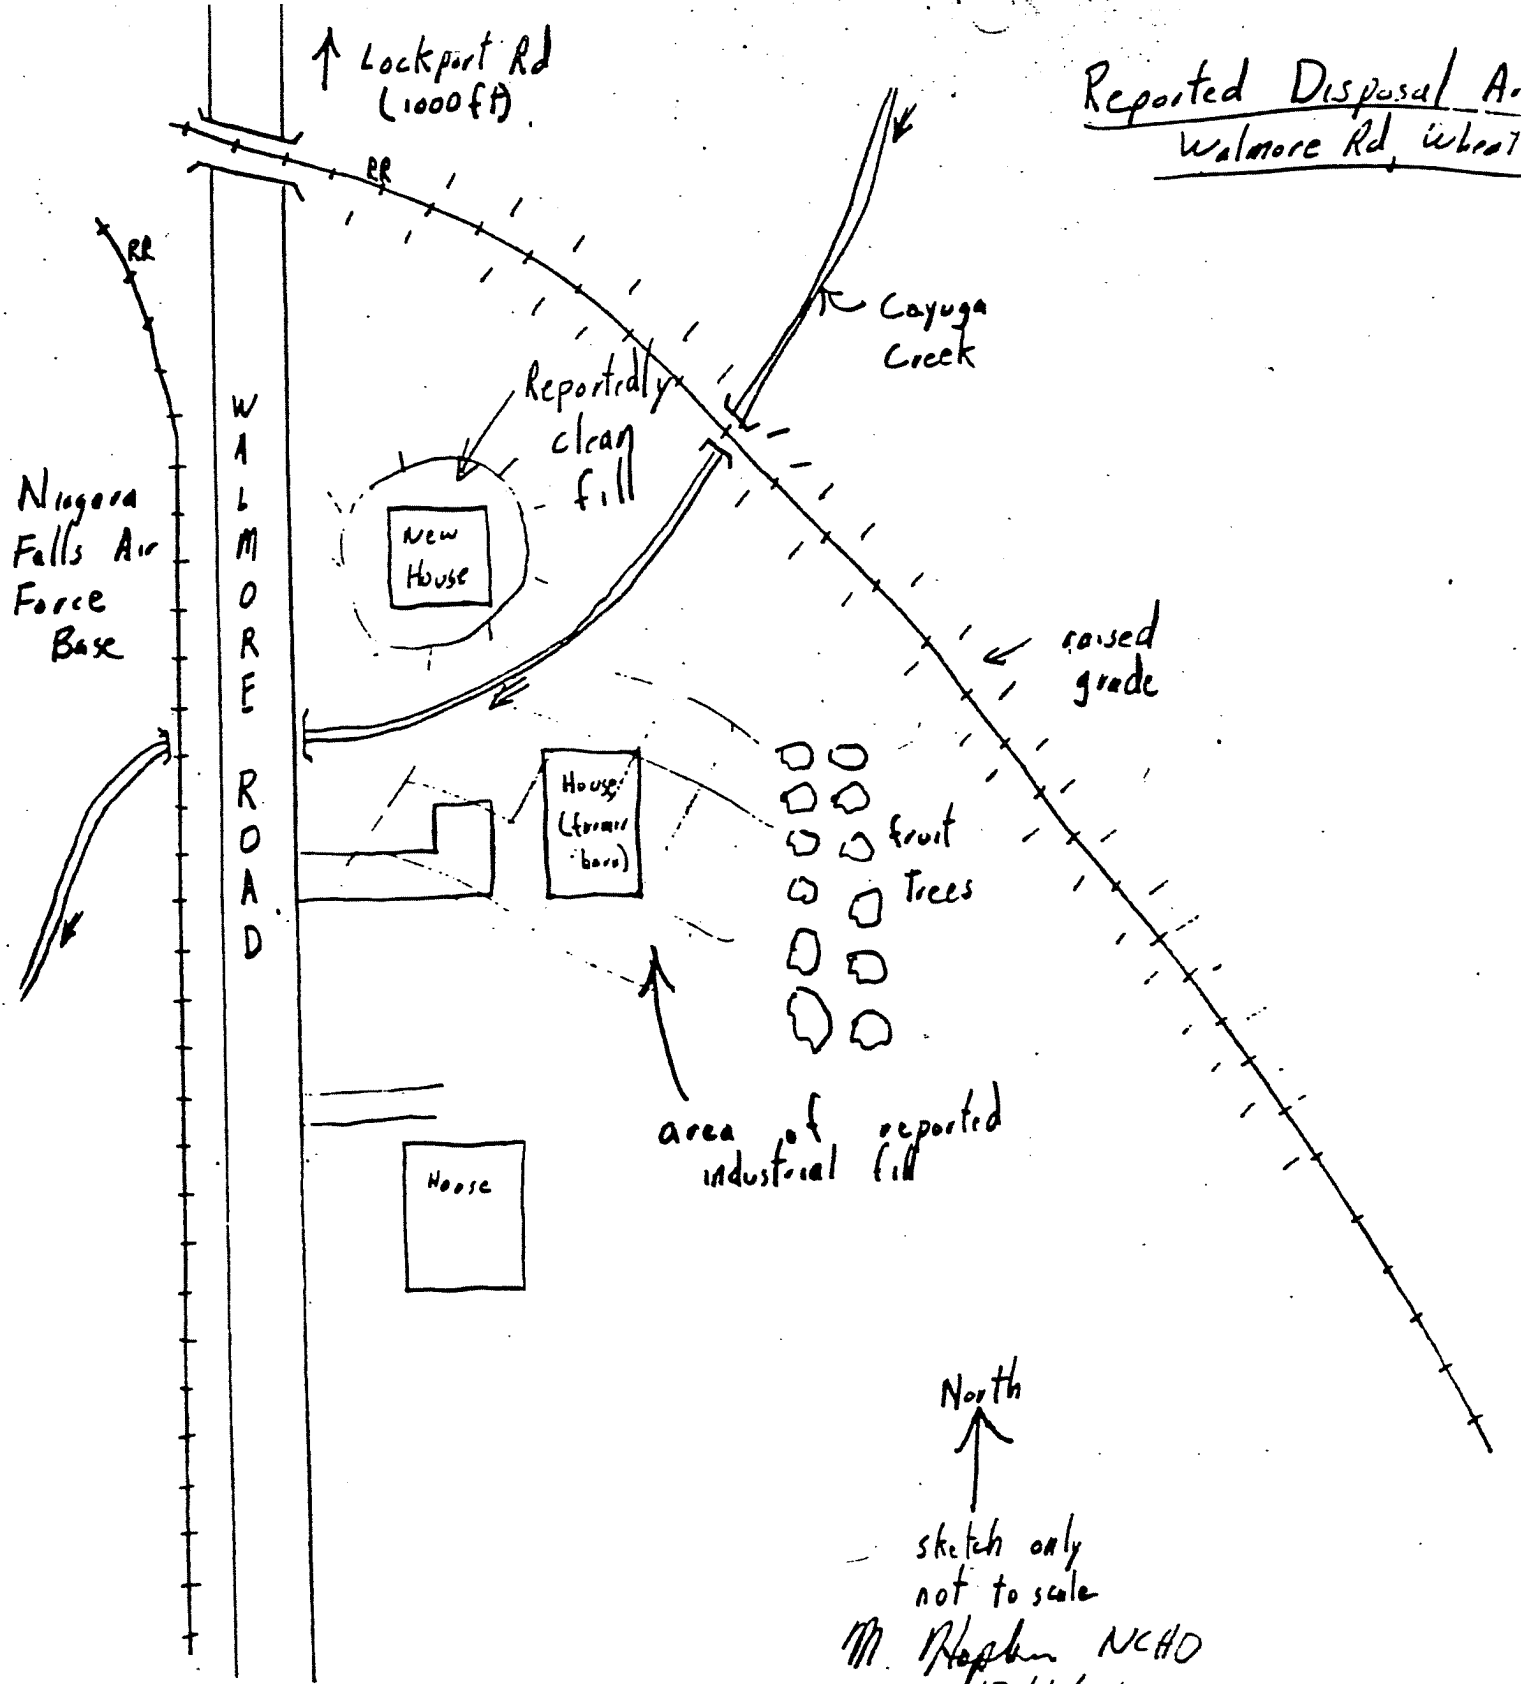 Lockport Rd
(1000 ft)
Reported Disposal
Walmore Rd,
RR
RR
Cayuga
Creek
Reportedly
clean
fill
WALMORE ROAD
Niagara
Falls Air
Force
Base
New
House
raised
grade
House
(former
barn)
fruit
Trees
area of reported
industrial fill
House
North
sketch only
not to scale
M. Hopkins NCHD